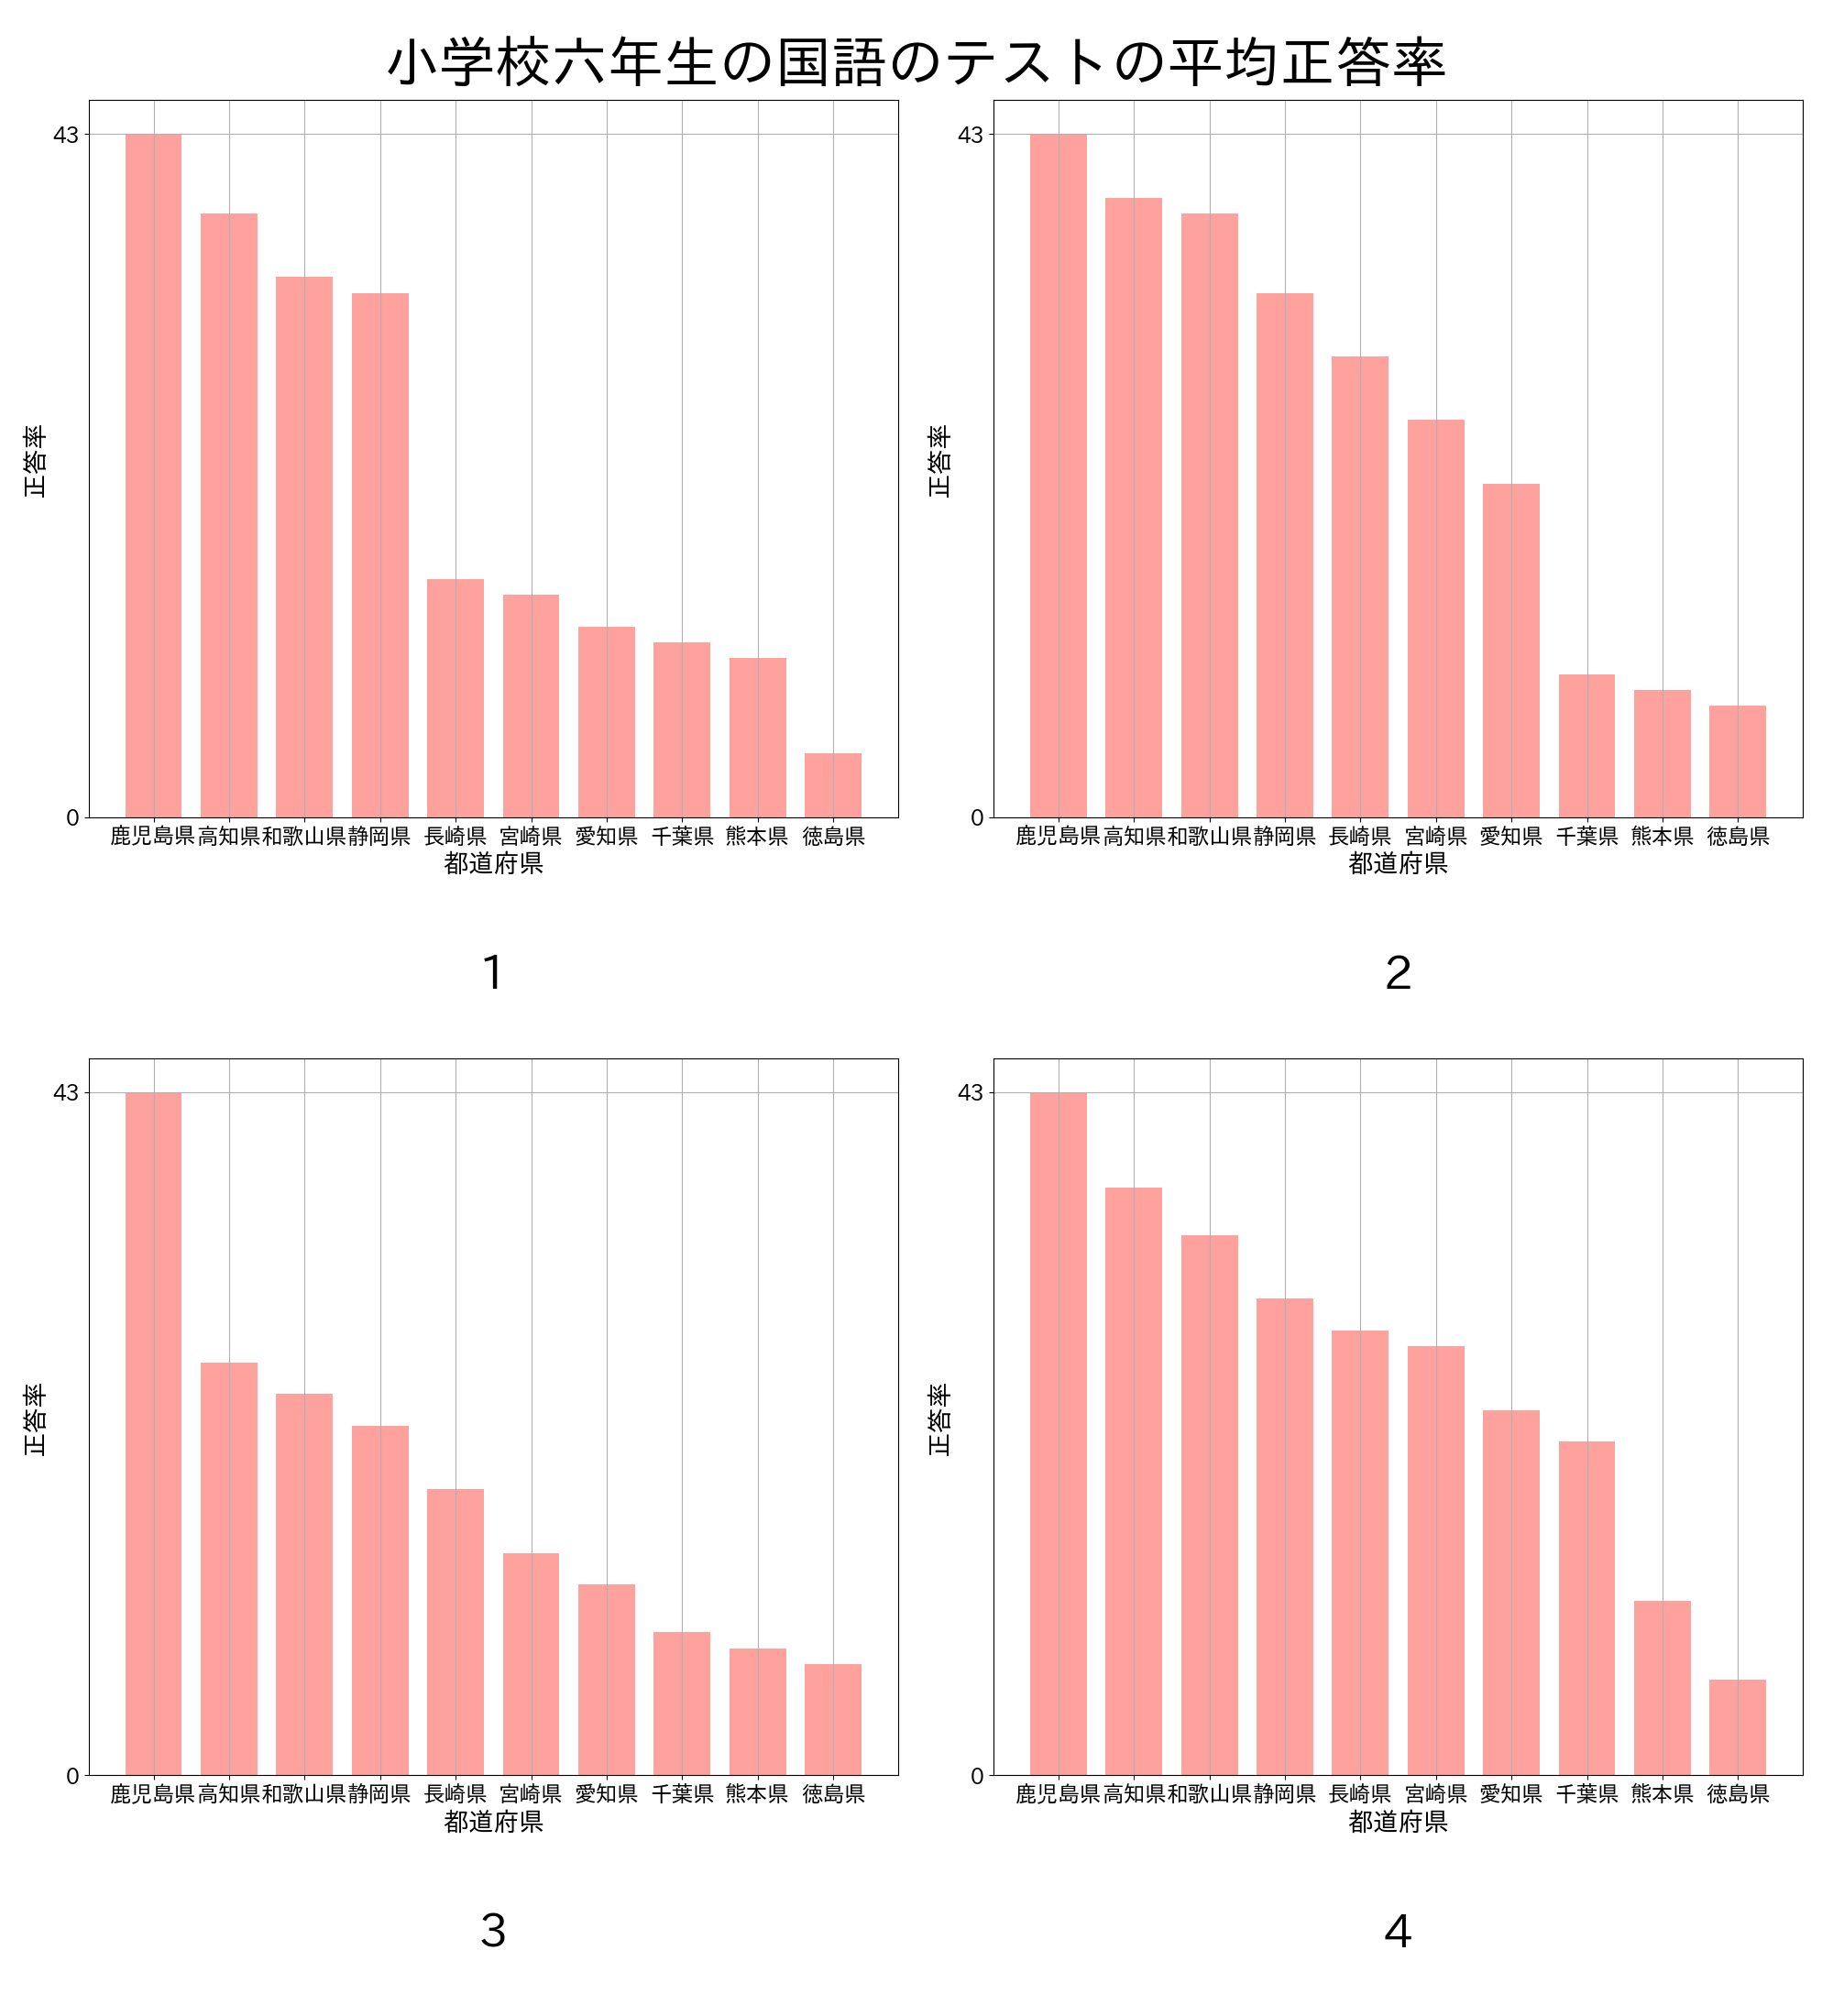 小学校六年生の国語のテストの平均正答率
43
正答率
0
鹿児島県 高知県 和歌山県 静岡県 長崎県 宮崎県 愛知県 千葉県 熊本県 徳島県
都道府県
1
43
正答率
0
鹿児島県 高知県 和歌山県 静岡県 長崎県 宮崎県 愛知県 千葉県 熊本県 徳島県
都道府県
2
43
正答率
0
鹿児島県 高知県 和歌山県 静岡県 長崎県 宮崎県 愛知県 千葉県 熊本県 徳島県
都道府県
3
43
正答率
0
鹿児島県 高知県 和歌山県 静岡県 長崎県 宮崎県 愛知県 千葉県 熊本県 徳島県
都道府県
4